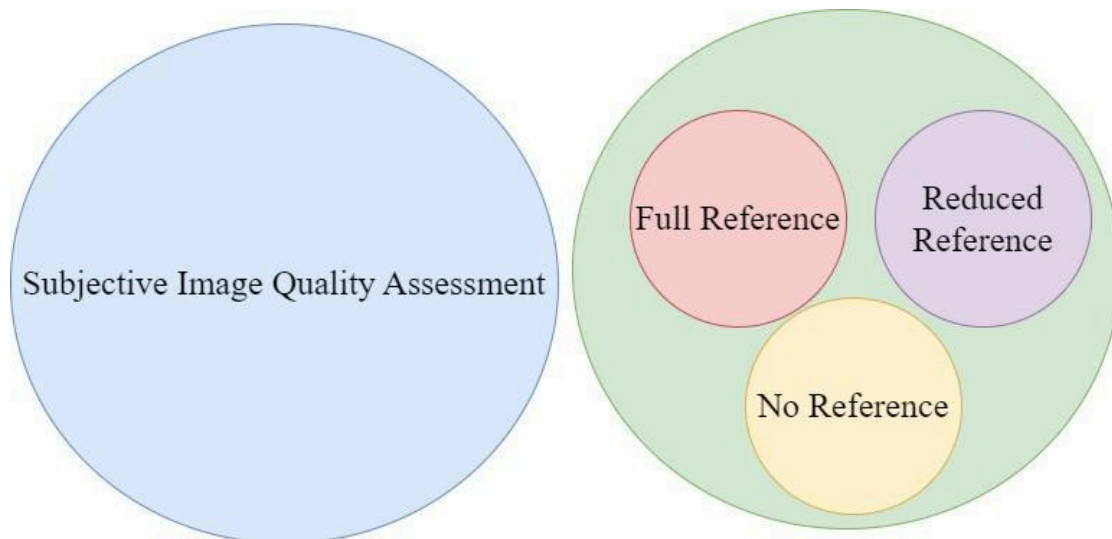 Subjective Image Quality Assessment
Full Reference
Reduced
Reference
No Reference